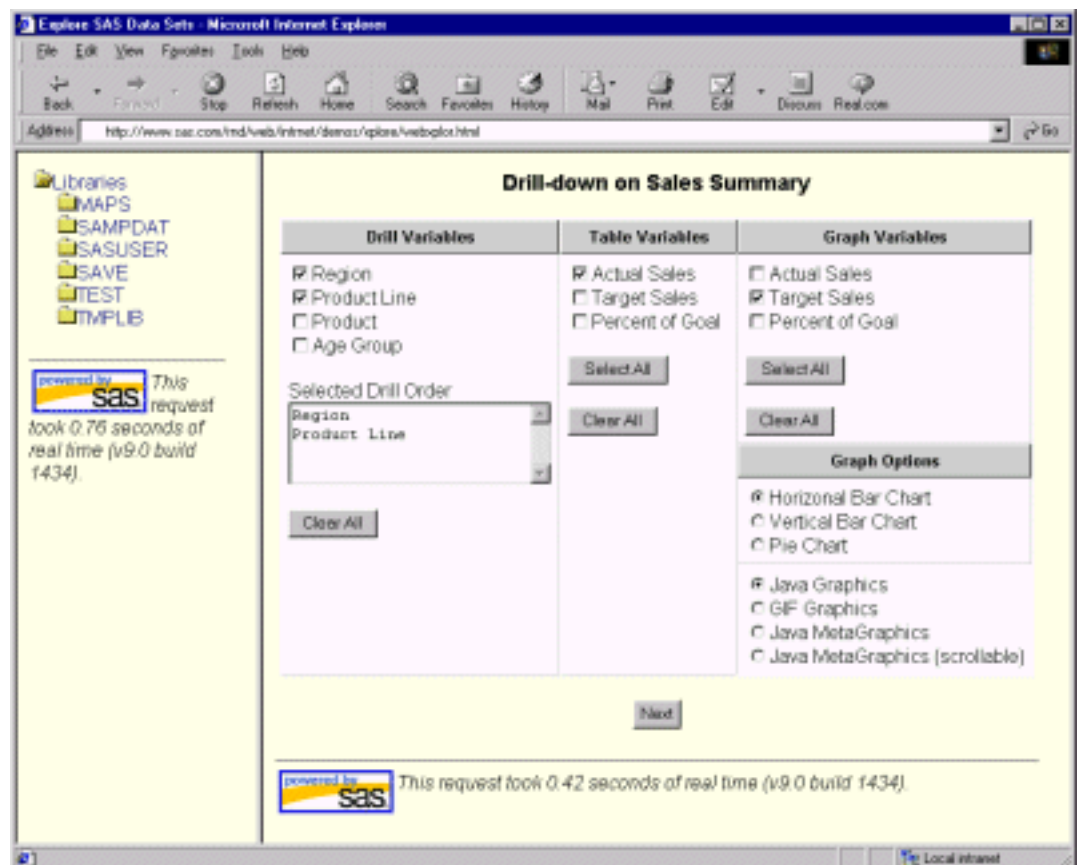 Explore SAS Data Sets - Microsoft Internet Explorer
File Edit View Favorites Tools Help
Back Forward Stop Refresh Home Search Favorites History Mail Print Edit Discuss Real.com
Address http://www.sas.com/rnd/web/intrnet/demos/xplore/webxplor.html Go
Libraries
MAPS
SAMPDAT
SASUSER
SAVE
TEST
TMPLIB
powered by
sas
This
request
took 0.76 seconds of
real time (v9.0 build
1434).
Drill-down on Sales Summary
Drill Variables
Region
Product Line
Product
Age Group
Selected Drill Order
Region
Product Line
Clear All
Table Variables
Actual Sales
Target Sales
Percent of Goal
Select All
Clear All
Graph Variables
Actual Sales
Target Sales
Percent of Goal
Select All
Clear All
Graph Options
Horizonal Bar Chart
Vertical Bar Chart
Pie Chart
Java Graphics
GIF Graphics
Java MetaGraphics
Java MetaGraphics (scrollable)
Next
powered by
sas
This request took 0.42 seconds of real time (v9.0 build 1434).
Local intranet